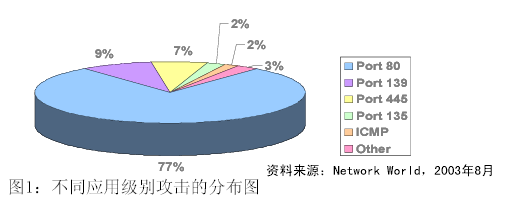 2%
9%
7%
2%
3%
Port 80
Port 139
Port 445
Port 135
ICMP
Other
77%
资料来源：Network World，2003年8月
图1：不同应用级别攻击的分布图